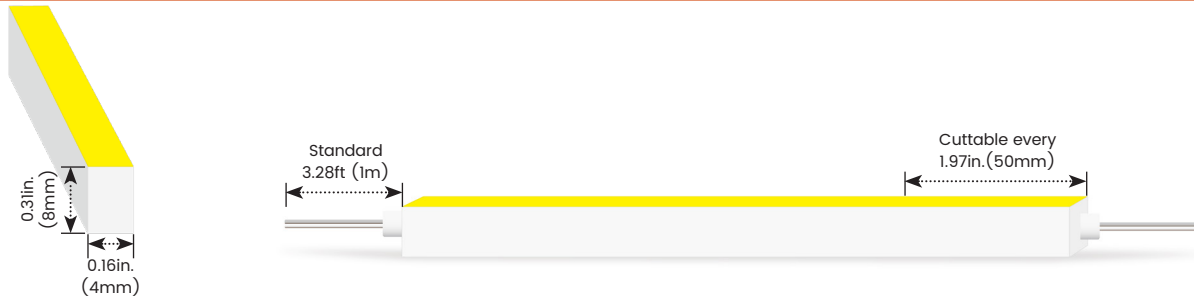 0.31in.
(8mm)
0.16in.
(4mm)
Standard
3.28ft (1m)
Cuttable every
1.97in.(50mm)